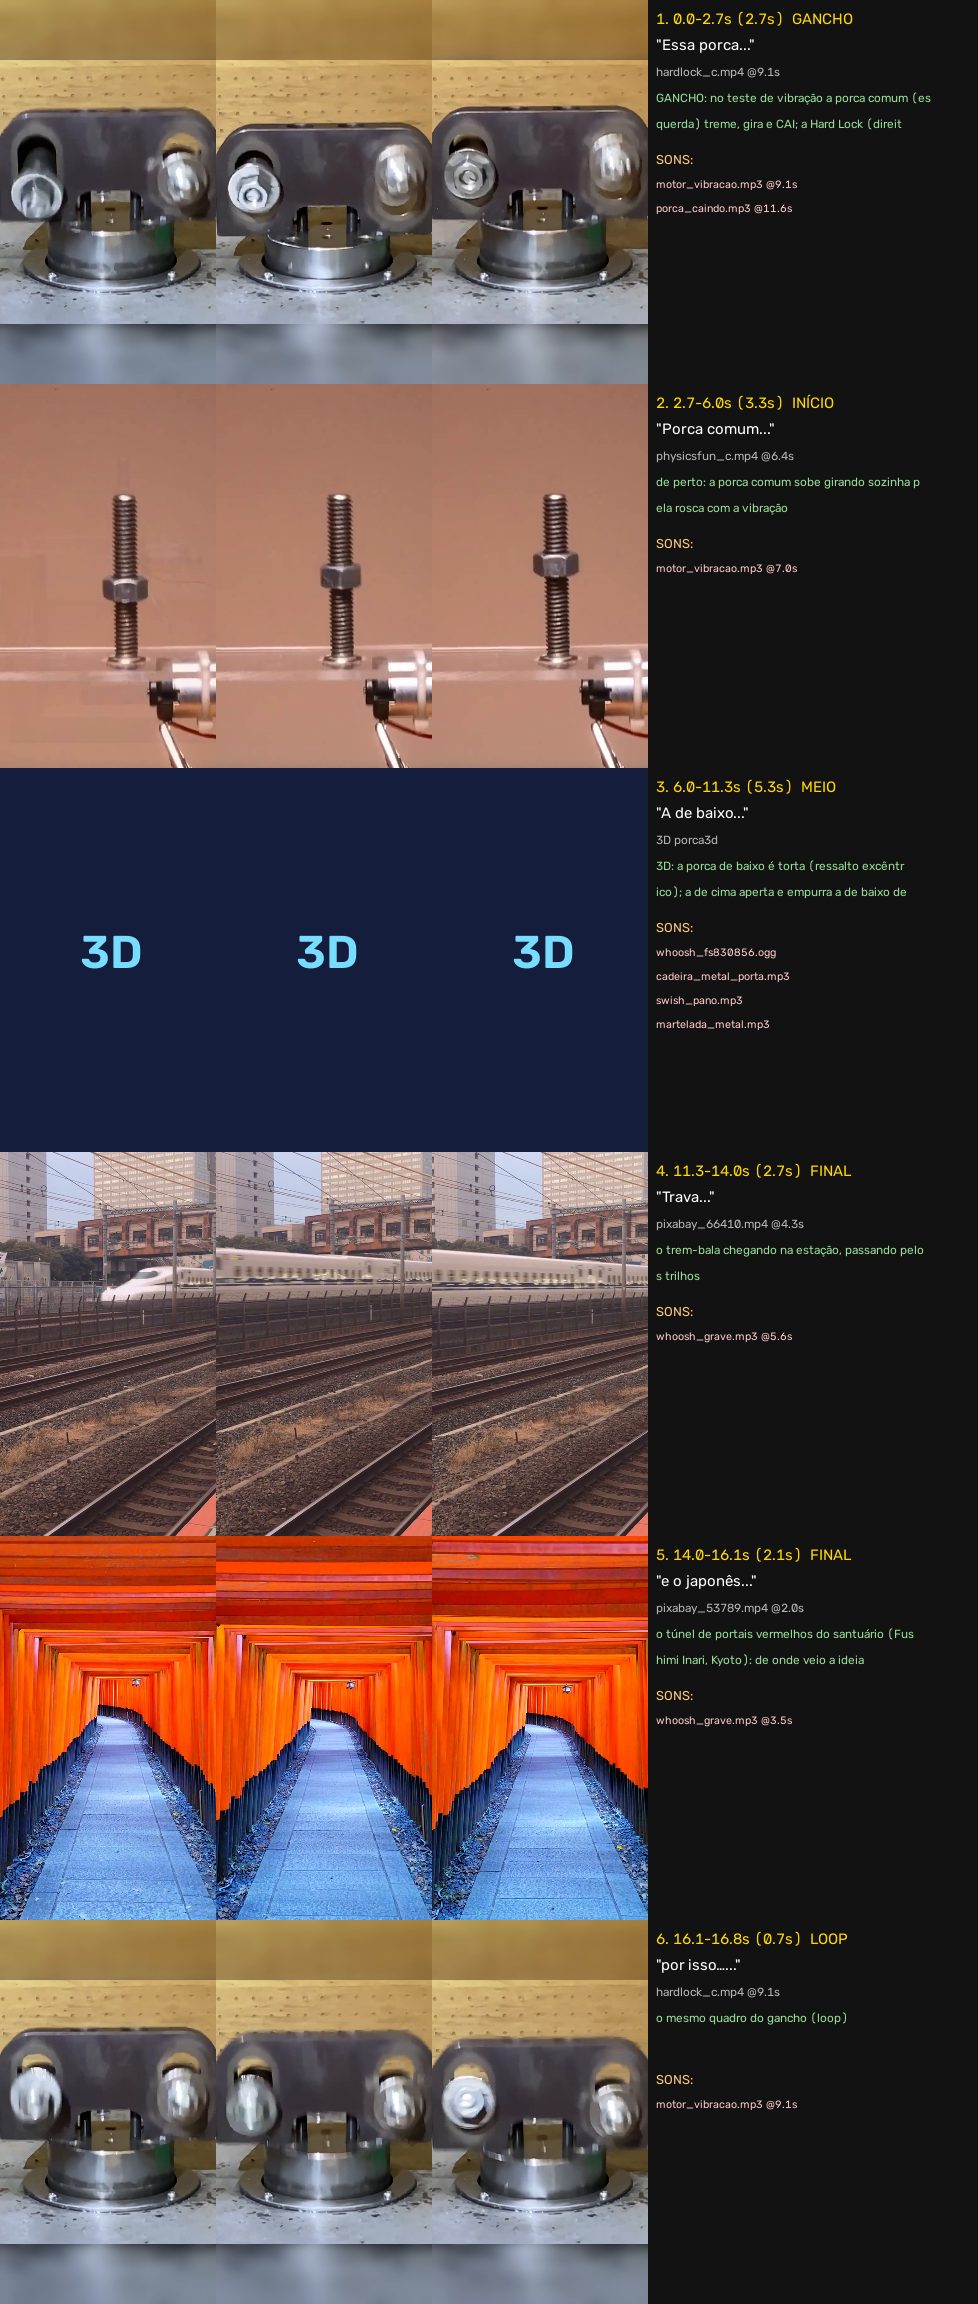 1. 0.0-2.7s (2.7s) GANCHO
"Essa porca..."
hardlock_c.mp4 @9.1s
GANCHO: no teste de vibração a porca comum (es
querda) treme, gira e CAI; a Hard Lock (direit
SONS:
motor_vibracao.mp3 @9.1s
porca_caindo.mp3 @11.6s
2. 2.7-6.0s (3.3s) INÍCIO
"Porca comum..."
physicsfun_c.mp4 @6.4s
de perto: a porca comum sobe girando sozinha p
ela rosca com a vibração
SONS:
motor_vibracao.mp3 @7.0s
3. 6.0-11.3s (5.3s) MEIO
"A de baixo..."
3D porca3d
3D: a porca de baixo é torta (ressalto excêntr
ico); a de cima aperta e empurra a de baixo de
SONS:
whoosh_fs830856.ogg
cadeira_metal_porta.mp3
swish_pano.mp3
martelada_metal.mp3
3D 3D 3D
4. 11.3-14.0s (2.7s) FINAL
"Trava..."
pixabay_66410.mp4 @4.3s
o trem-bala chegando na estação, passando pelo
s trilhos
SONS:
whoosh_grave.mp3 @5.6s
5. 14.0-16.1s (2.1s) FINAL
"e o japonês..."
pixabay_53789.mp4 @2.0s
o túnel de portais vermelhos do santuário (Fus
himi Inari, Kyoto): de onde veio a ideia
SONS:
whoosh_grave.mp3 @3.5s
6. 16.1-16.8s (0.7s) LOOP
"por isso......"
hardlock_c.mp4 @9.1s
o mesmo quadro do gancho (loop)
SONS:
motor_vibracao.mp3 @9.1s